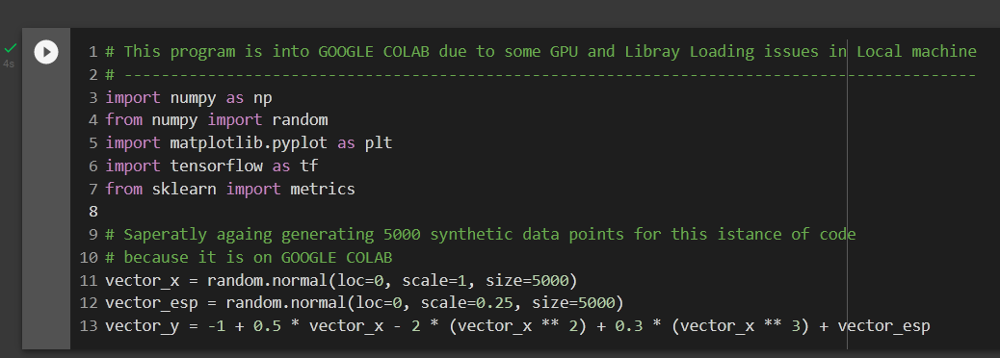 4s
1 # This program is into GOOGLE COLAB due to some GPU and Libray Loading issues in Local machine
2 # --------------------------------------------------------------------------------------------
3 import numpy as np
4 from numpy import random
5 import matplotlib.pyplot as plt
6 import tensorflow as tf
7 from sklearn import metrics
8
9 # Saperatly againg generating 5000 synthetic data points for this istance of code
10 # because it is on GOOGLE COLAB
11 vector_x = random.normal(loc=0, scale=1, size=5000)
12 vector_esp = random.normal(loc=0, scale=0.25, size=5000)
13 vector_y = -1 + 0.5 * vector_x - 2 * (vector_x ** 2) + 0.3 * (vector_x ** 3) + vector_esp